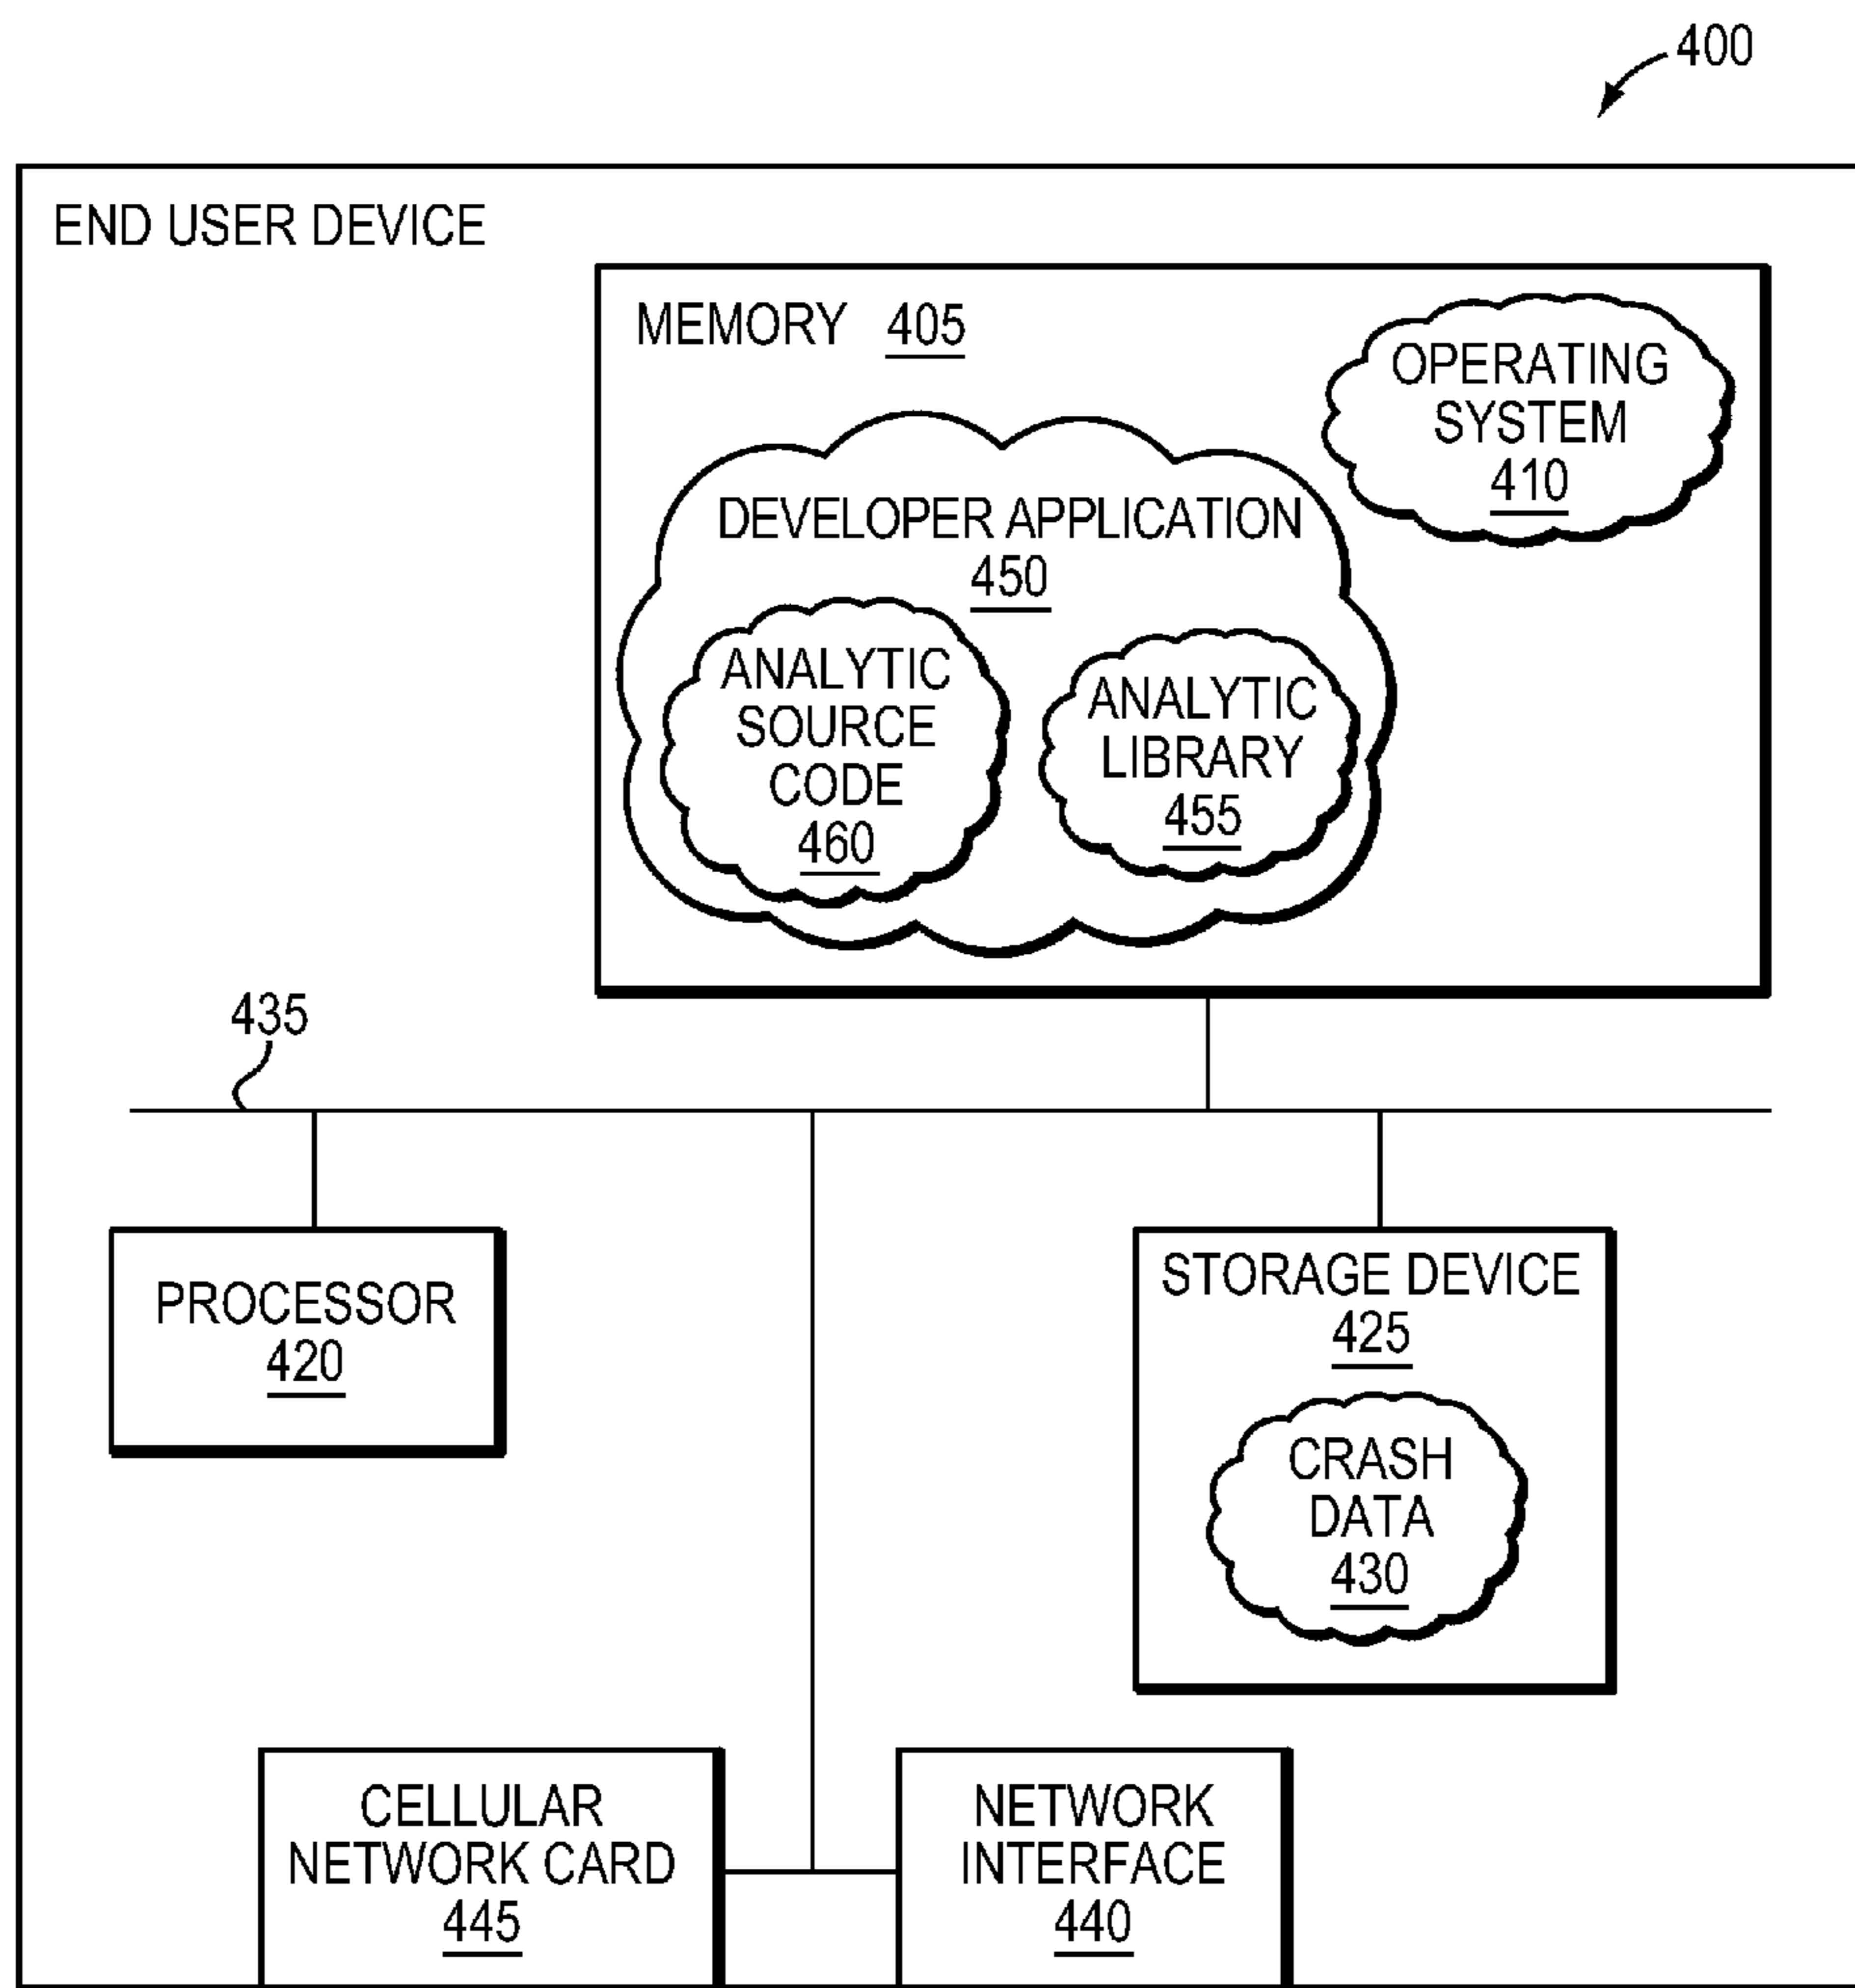 400
END USER DEVICE
MEMORY 405
OPERATING
SYSTEM
410
DEVELOPER APPLICATION
450
ANALYTIC
SOURCE
CODE
460
ANALYTIC
LIBRARY
455
435
PROCESSOR
420
STORAGE DEVICE
425
CRASH
DATA
430
CELLULAR
NETWORK CARD
445
NETWORK
INTERFACE
440